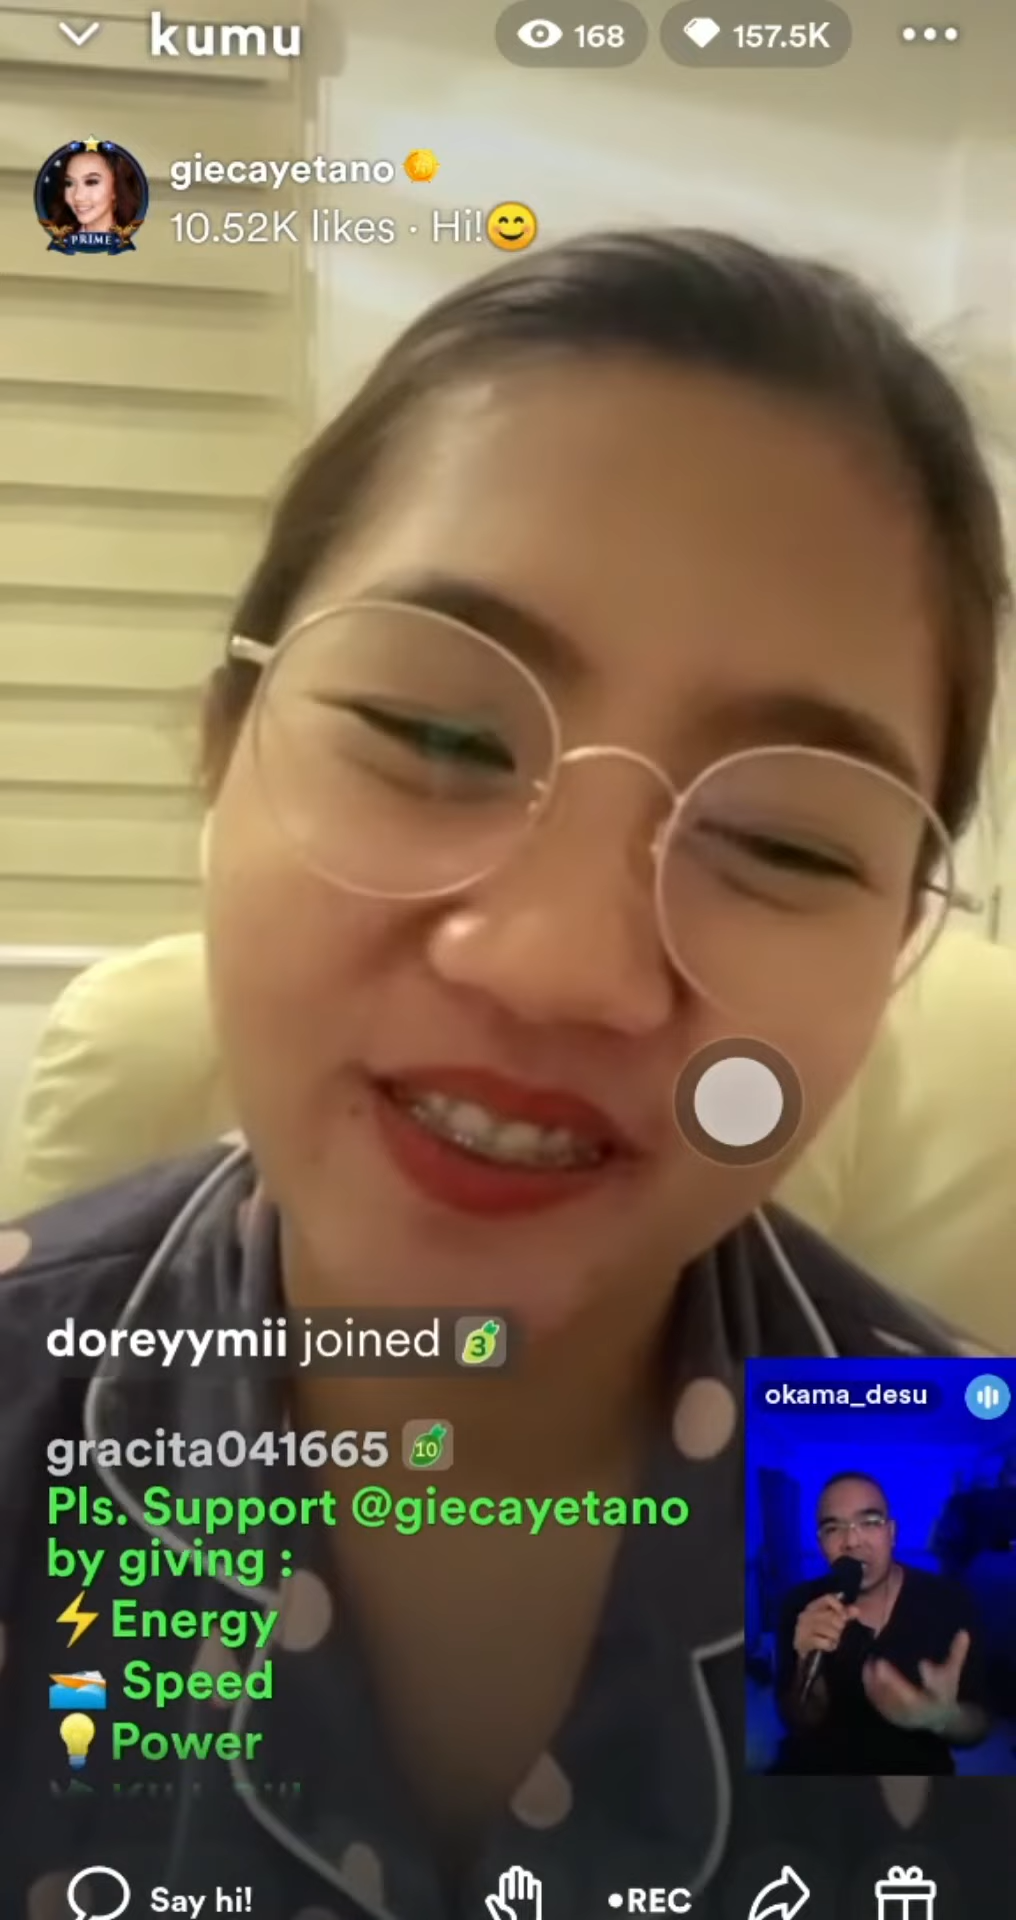 kumu
168
157.5K
giecayetano
10.52K likes · Hi!😊
PRIME
doreyymii joined 3
gracita041665 10
Pls. Support @giecayetano
by giving :
⚡Energy
🚤 Speed
💡Power
okama_desu
Say hi!
•REC